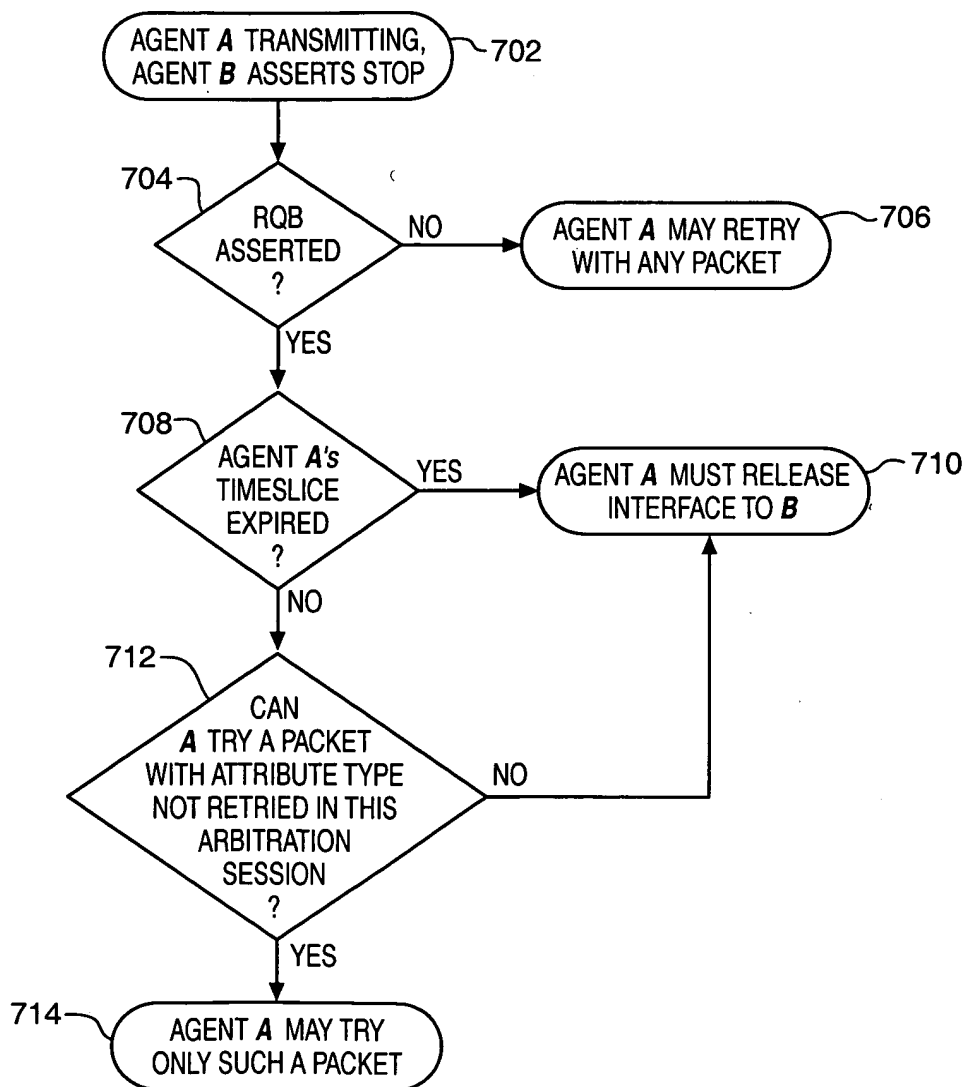 AGENT A TRANSMITTING,
AGENT B ASSERTS STOP
702
704
RQB
ASSERTED
?
NO
AGENT A MAY RETRY
WITH ANY PACKET
706
YES
708
AGENT A's
TIMESLICE
EXPIRED
?
YES
AGENT A MUST RELEASE
INTERFACE TO B
710
NO
712
CAN
A TRY A PACKET
WITH ATTRIBUTE TYPE
NOT RETRIED IN THIS
ARBITRATION
SESSION
?
NO
YES
714
AGENT A MAY TRY
ONLY SUCH A PACKET